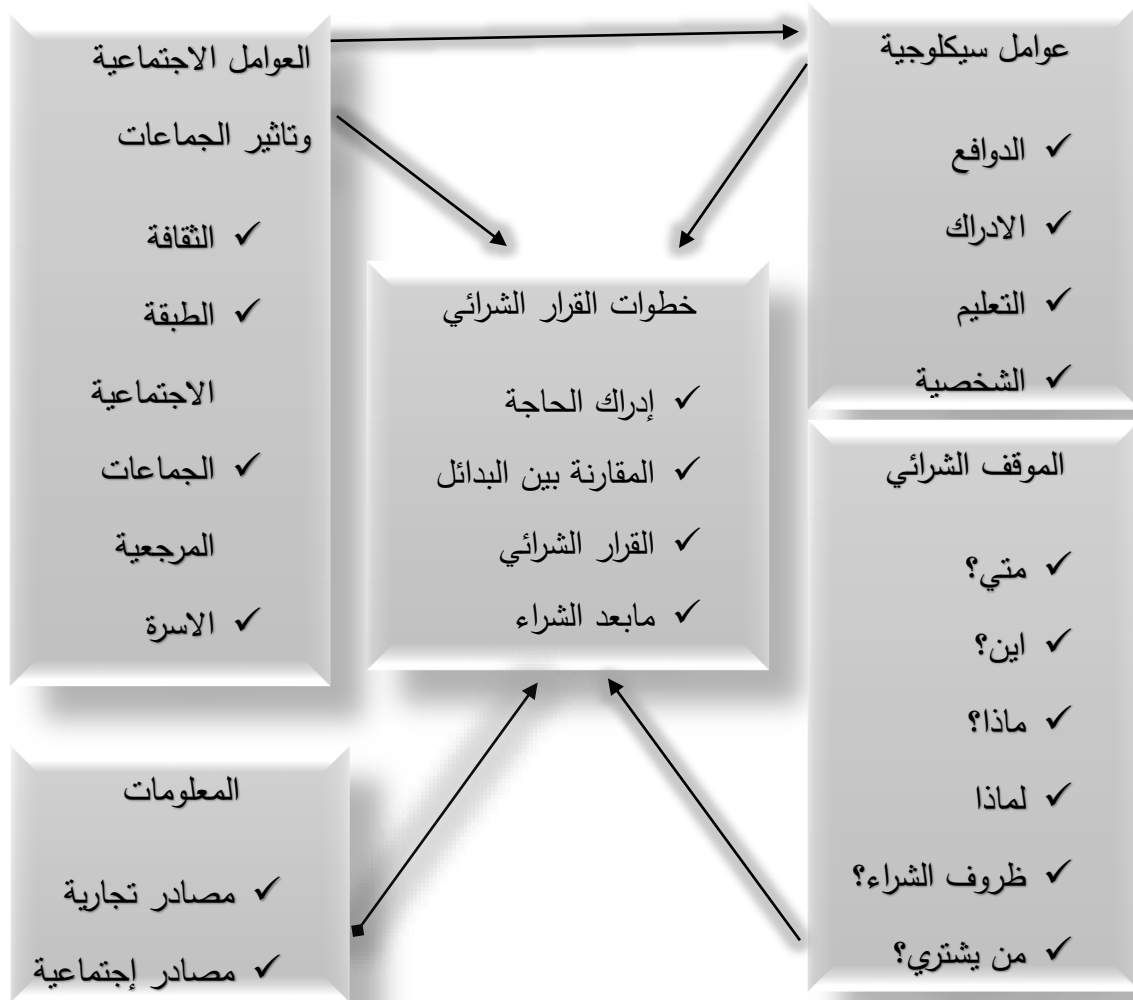 عوامل سيكلوجية
✓ الدوافع
✓ الادراك
✓ التعليم
✓ الشخصية
العوامل الاجتماعية
وتاثير الجماعات
✓ الثقافة
✓ الطبقة
الاجتماعية
✓ الجماعات
المرجعية
✓ الاسرة
خطوات القرار الشرائي
✓ إدراك الحاجة
✓ المقارنة بين البدائل
✓ القرار الشرائي
✓ مابعد الشراء
الموقف الشرائي
✓ متي؟
✓ اين؟
✓ ماذا؟
✓ لماذا
✓ ظروف الشراء؟
✓ من يشتري؟
المعلومات
✓ مصادر تجارية
✓ مصادر إجتماعية